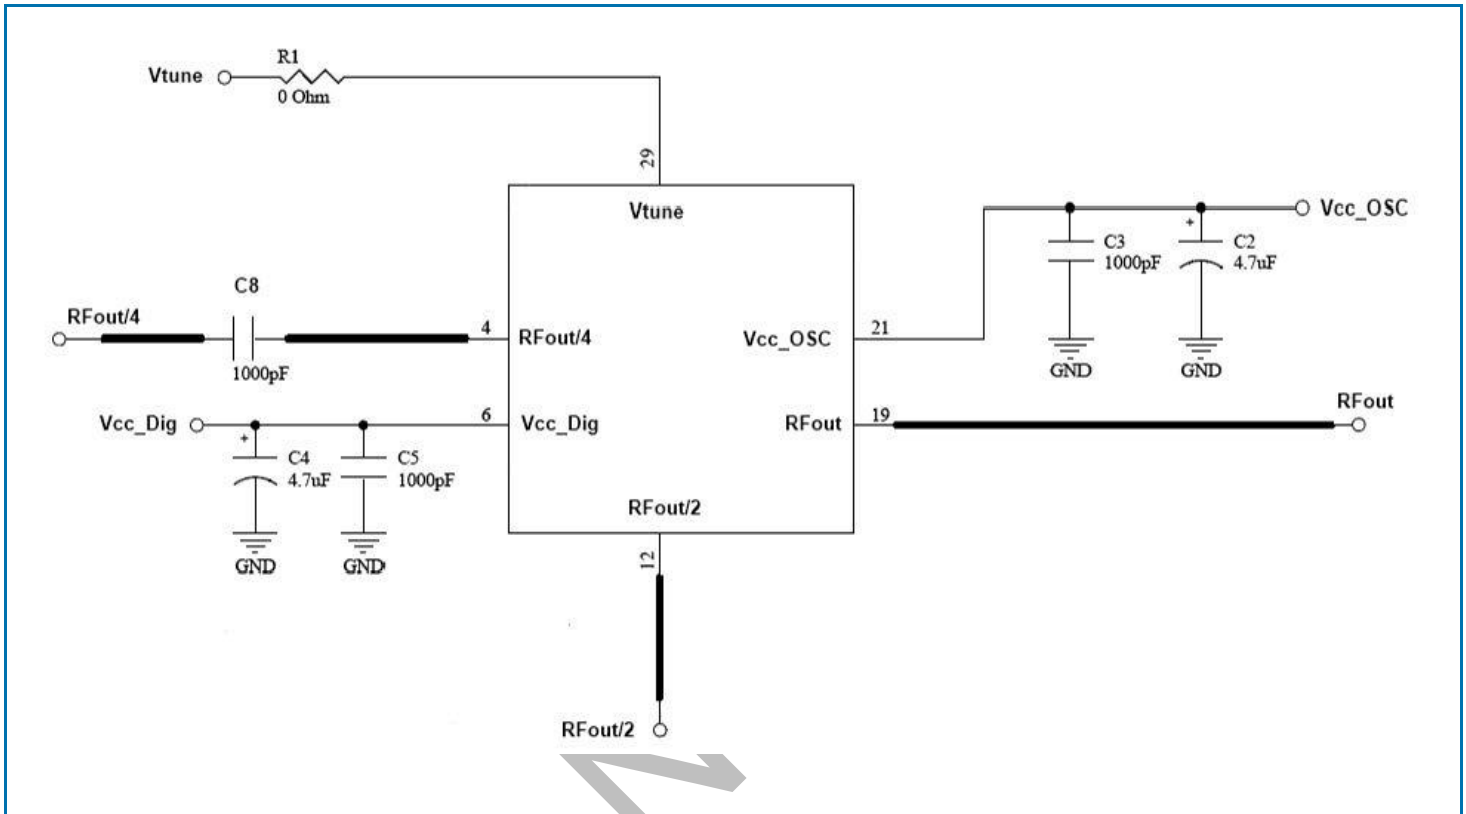 R1
Vtune
0 Ohm
29
Vtune
Vcc_OSC
+
C3
1000pF
C2
4.7uF
C8
RFout/4
4
RFout/4
1000pF
Vcc_OSC
21
GND
GND
Vcc_Dig
6
Vcc_Dig
RFout
19
RFout
+
C4
4.7uF
C5
1000pF
RFout/2
GND
GND
12
RFout/2